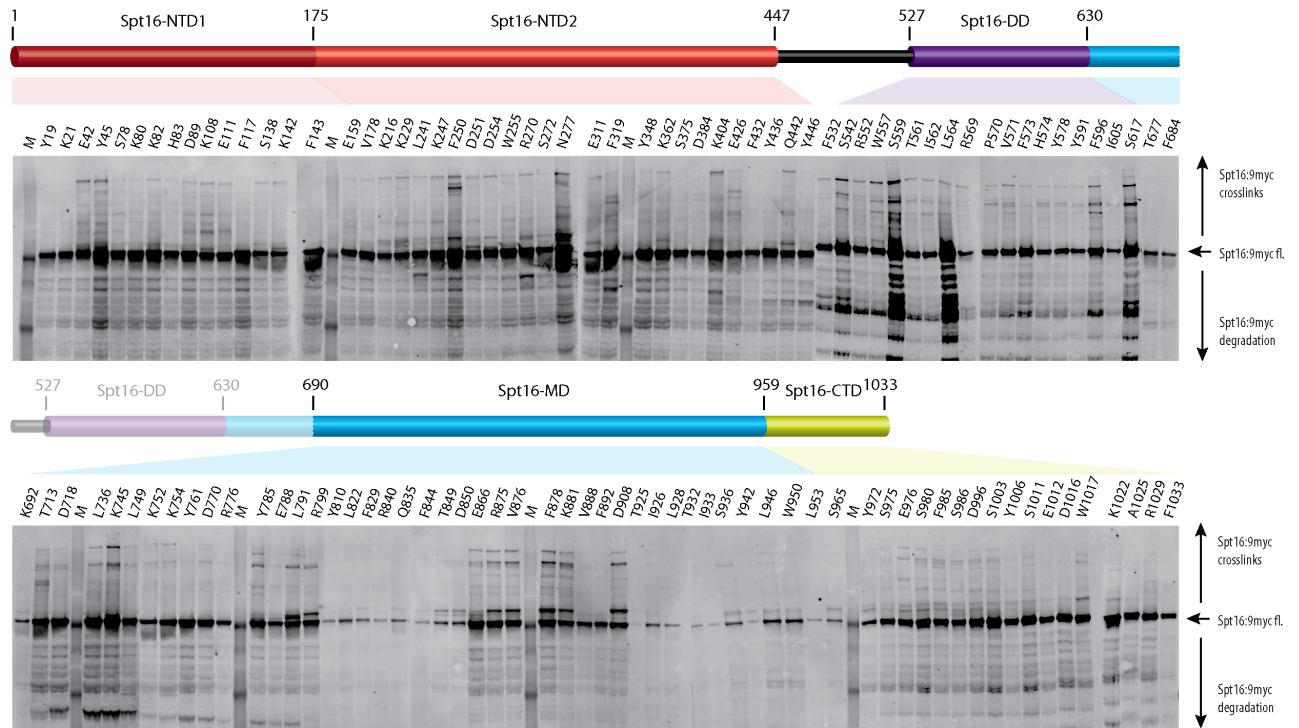 1 Spt16-NTD1 175 Spt16-NTD2 447 527 Spt16-DD 630
M Y19 K21 E42 Y45 S78 K80 K82 H83 D89 K108 E111 F117 S138 K142 F143 M E159 V178 K216 K229 L241 K247 F250 D251 D254 W255 R270 S272 N277 E311 F319 M Y348 K362 S375 D384 K404 E426 F432 Y436 Q442 Y446 F532 S542 R552 W557 S559 T561 I562 L564 R569 P570 V571 F573 H574 Y578 Y591 F596 I605 S617 T677 F684
Spt16:9myc
crosslinks
Spt16:9myc fl.
Spt16:9myc
degradation
527 Spt16-DD 630 690 Spt16-MD 959 Spt16-CTD 1033
K692 T713 D718 M L736 K745 L749 K752 K754 Y761 D770 R776 M Y785 E788 L791 R799 Y810 L822 F829 R840 Q835 F844 T849 D850 E866 R875 V876 M F878 K881 V888 F892 D908 T925 I926 L928 T932 I933 S936 Y942 L946 W950 L953 S965 M Y972 S975 E976 S980 F985 S986 D996 S1003 Y1006 S1011 E1012 D1016 W1017 K1022 A1025 R1029 F1033
Spt16:9myc
crosslinks
Spt16:9myc fl.
Spt16:9myc
degradation